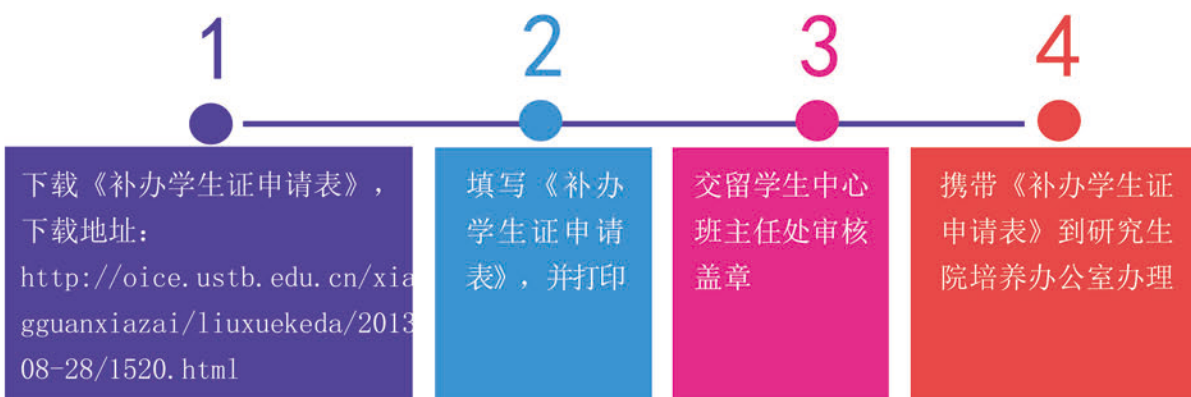 1
2
3
4
下载《补办学生证申请表》，
下载地址：
http://oice.ustb.edu.cn/xia
gguanxiazai/liuxuekeda/2013
08-28/1520.html
填写《补办
学生证申请
表》，并打印
交留学生中心
班主任处审核
盖章
携带《补办学生证
申请表》到研究生
院培养办公室办理